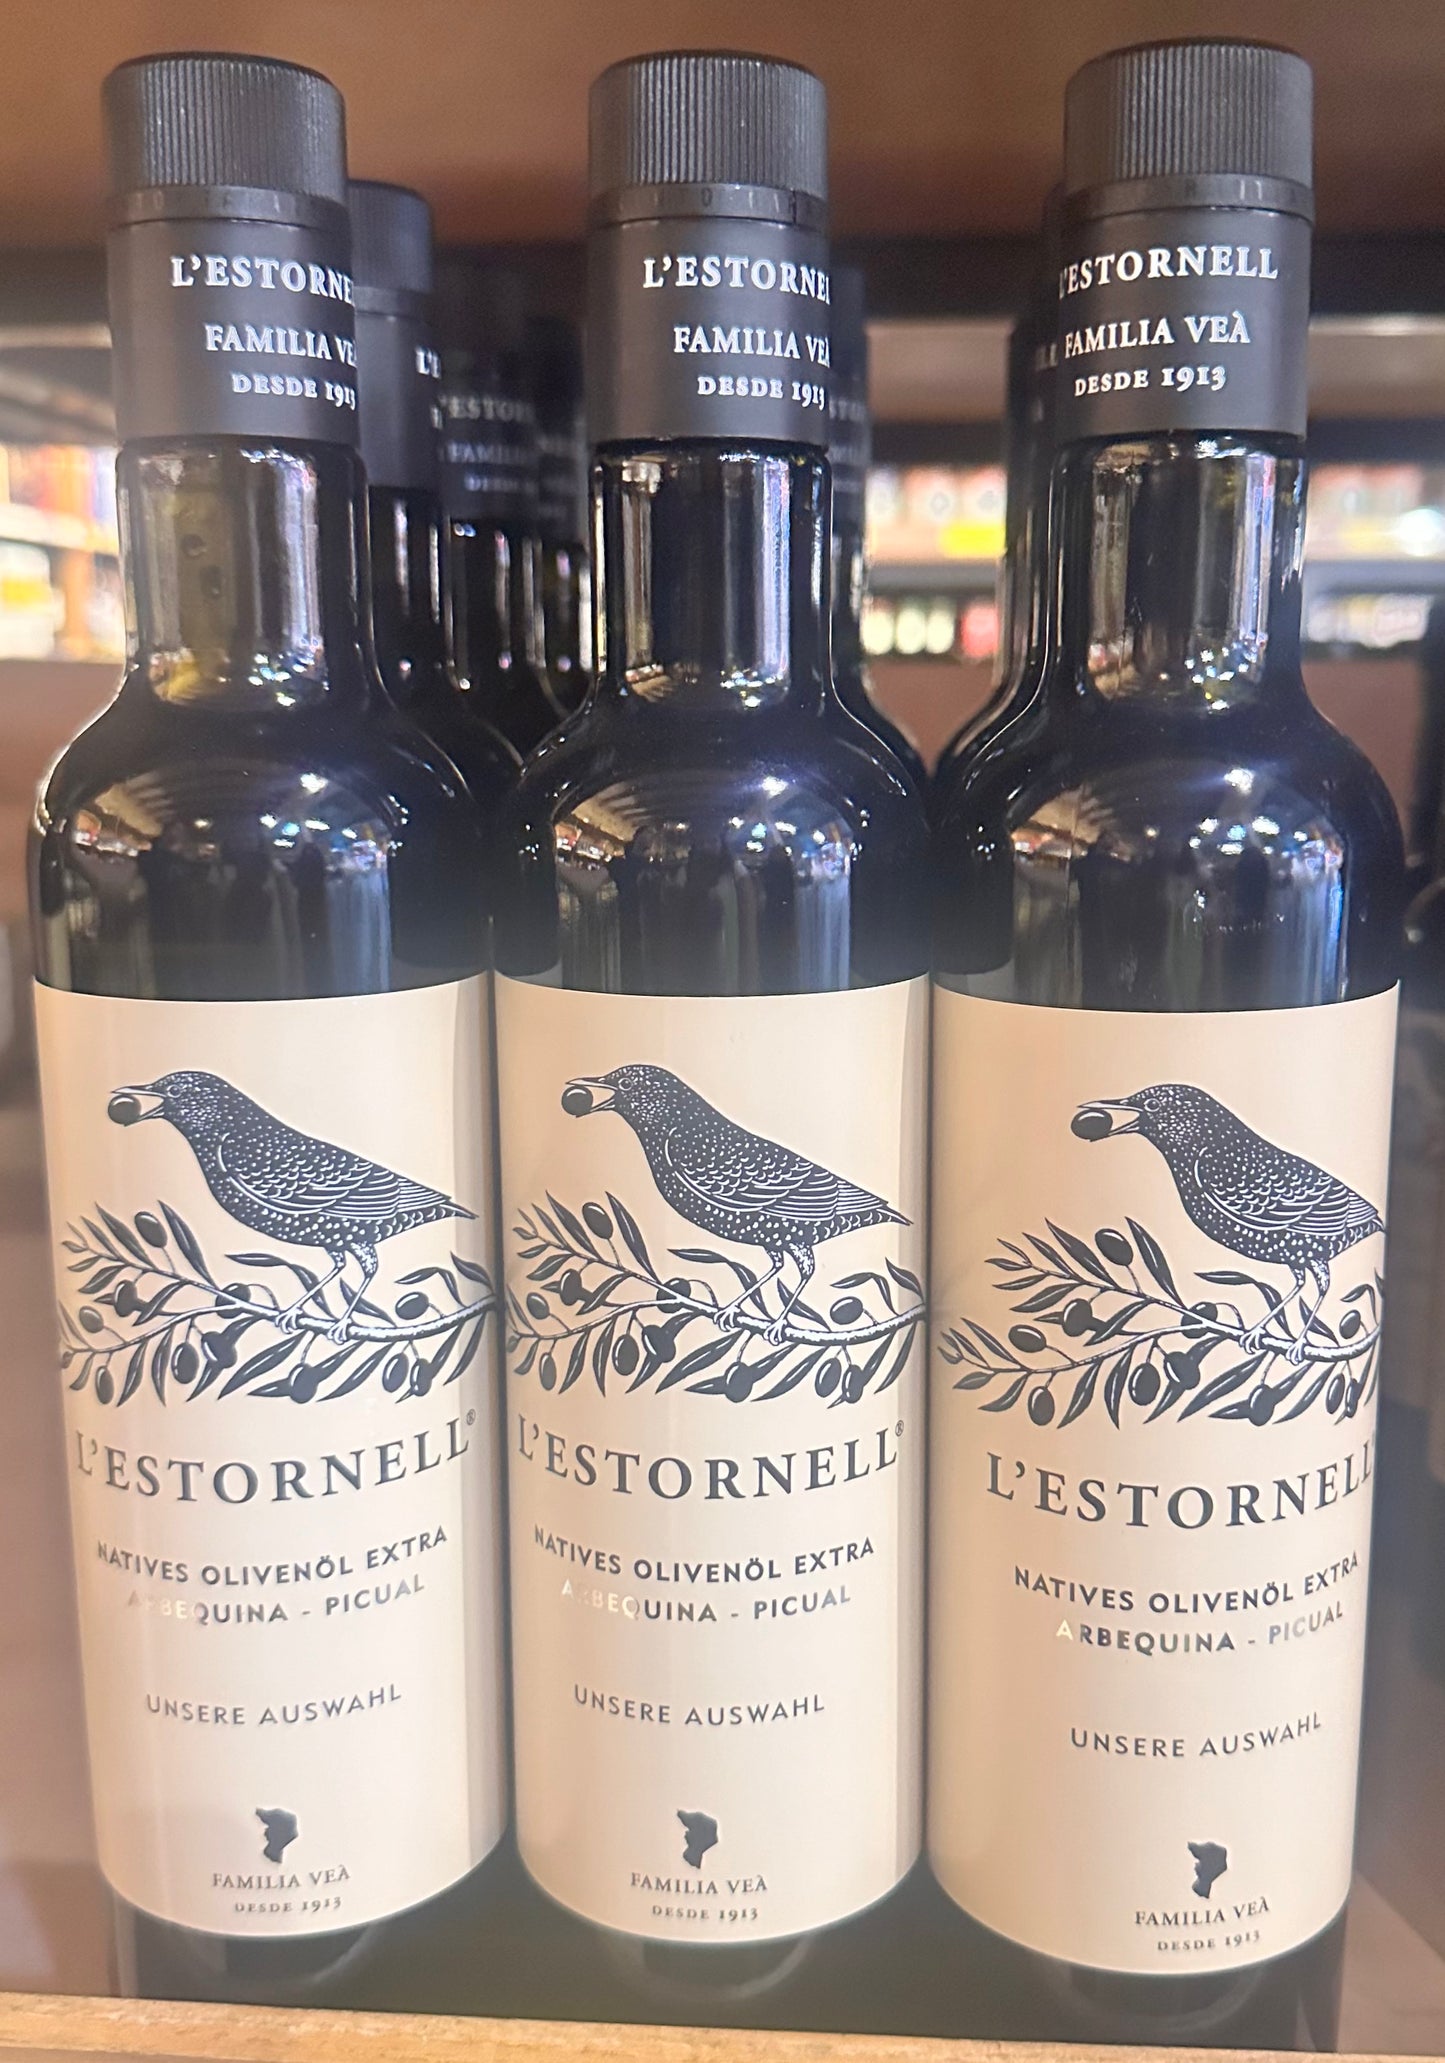 L'ESTORNE
FAMILIA VEÀ
DESDE 1913
L'ESTORNEL
FAMILIA VEÀ
DESDE 1913
L'ESTORNELL
FAMILIA VEÀ
DESDE 1913
L'ESTORNELL®
NATIVES OLIVENÖL EXTRA
ARBEQUINA - PICUAL
UNSERE AUSWAHL
FAMILIA VEÀ
DESDE 1913
L'ESTORNELL®
NATIVES OLIVENÖL EXTRA
ARBEQUINA - PICUAL
UNSERE AUSWAHL
FAMILIA VEÀ
DESDE 1913
L'ESTORNELL
NATIVES OLIVENÖL EXTRA
ARBEQUINA - PICUAL
UNSERE AUSWAHL
FAMILIA VEÀ
DESDE 1913